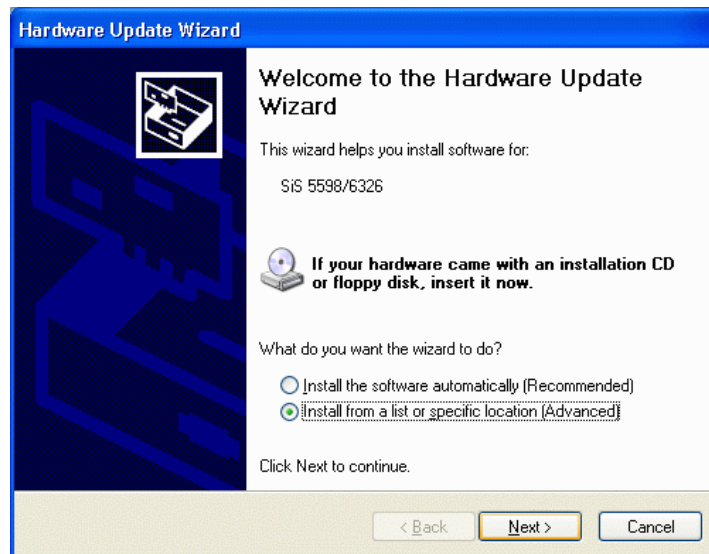 Hardware Update Wizard
Welcome to the Hardware Update
Wizard
This wizard helps you install software for:
SiS 5598/6326
If your hardware came with an installation CD
or floppy disk, insert it now.
What do you want the wizard to do?
Install the software automatically (Recommended)
Install from a list or specific location (Advanced)
Click Next to continue.
< Back Next > Cancel